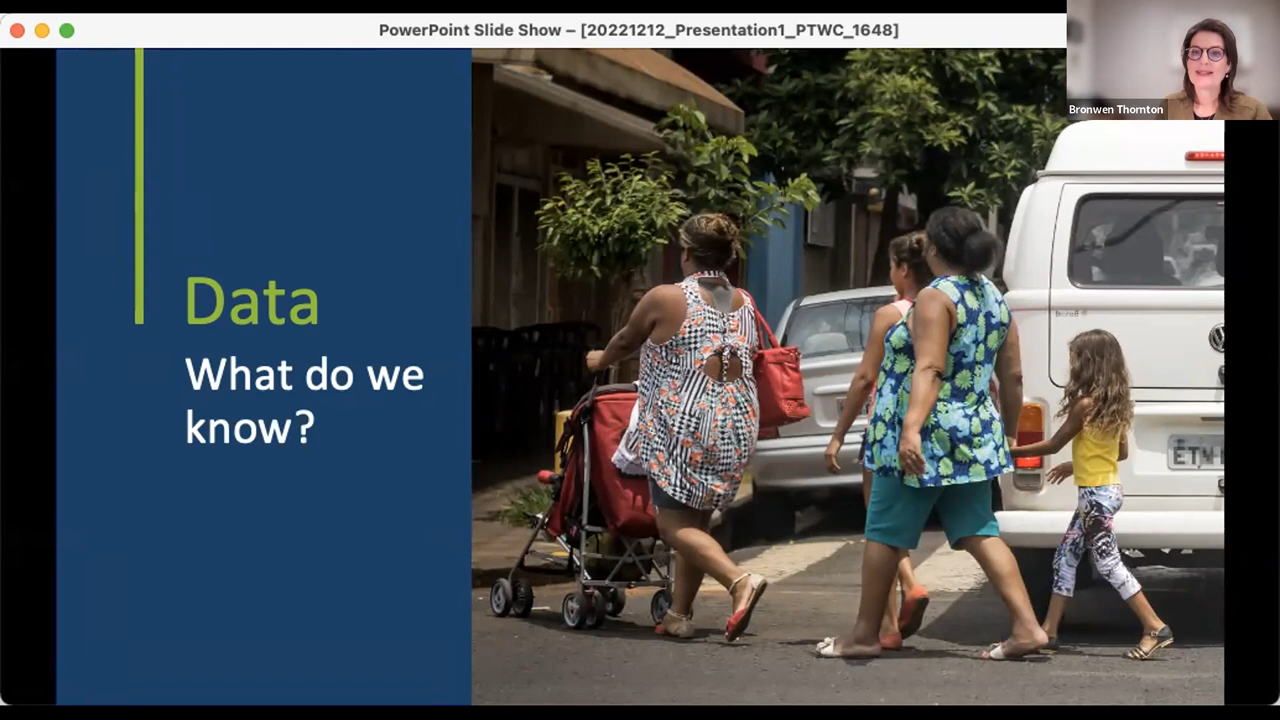 PowerPoint Slide Show – [20221212_Presentation1_PTWC_1648]
Bronwen Thornton
Data
What do we
know?